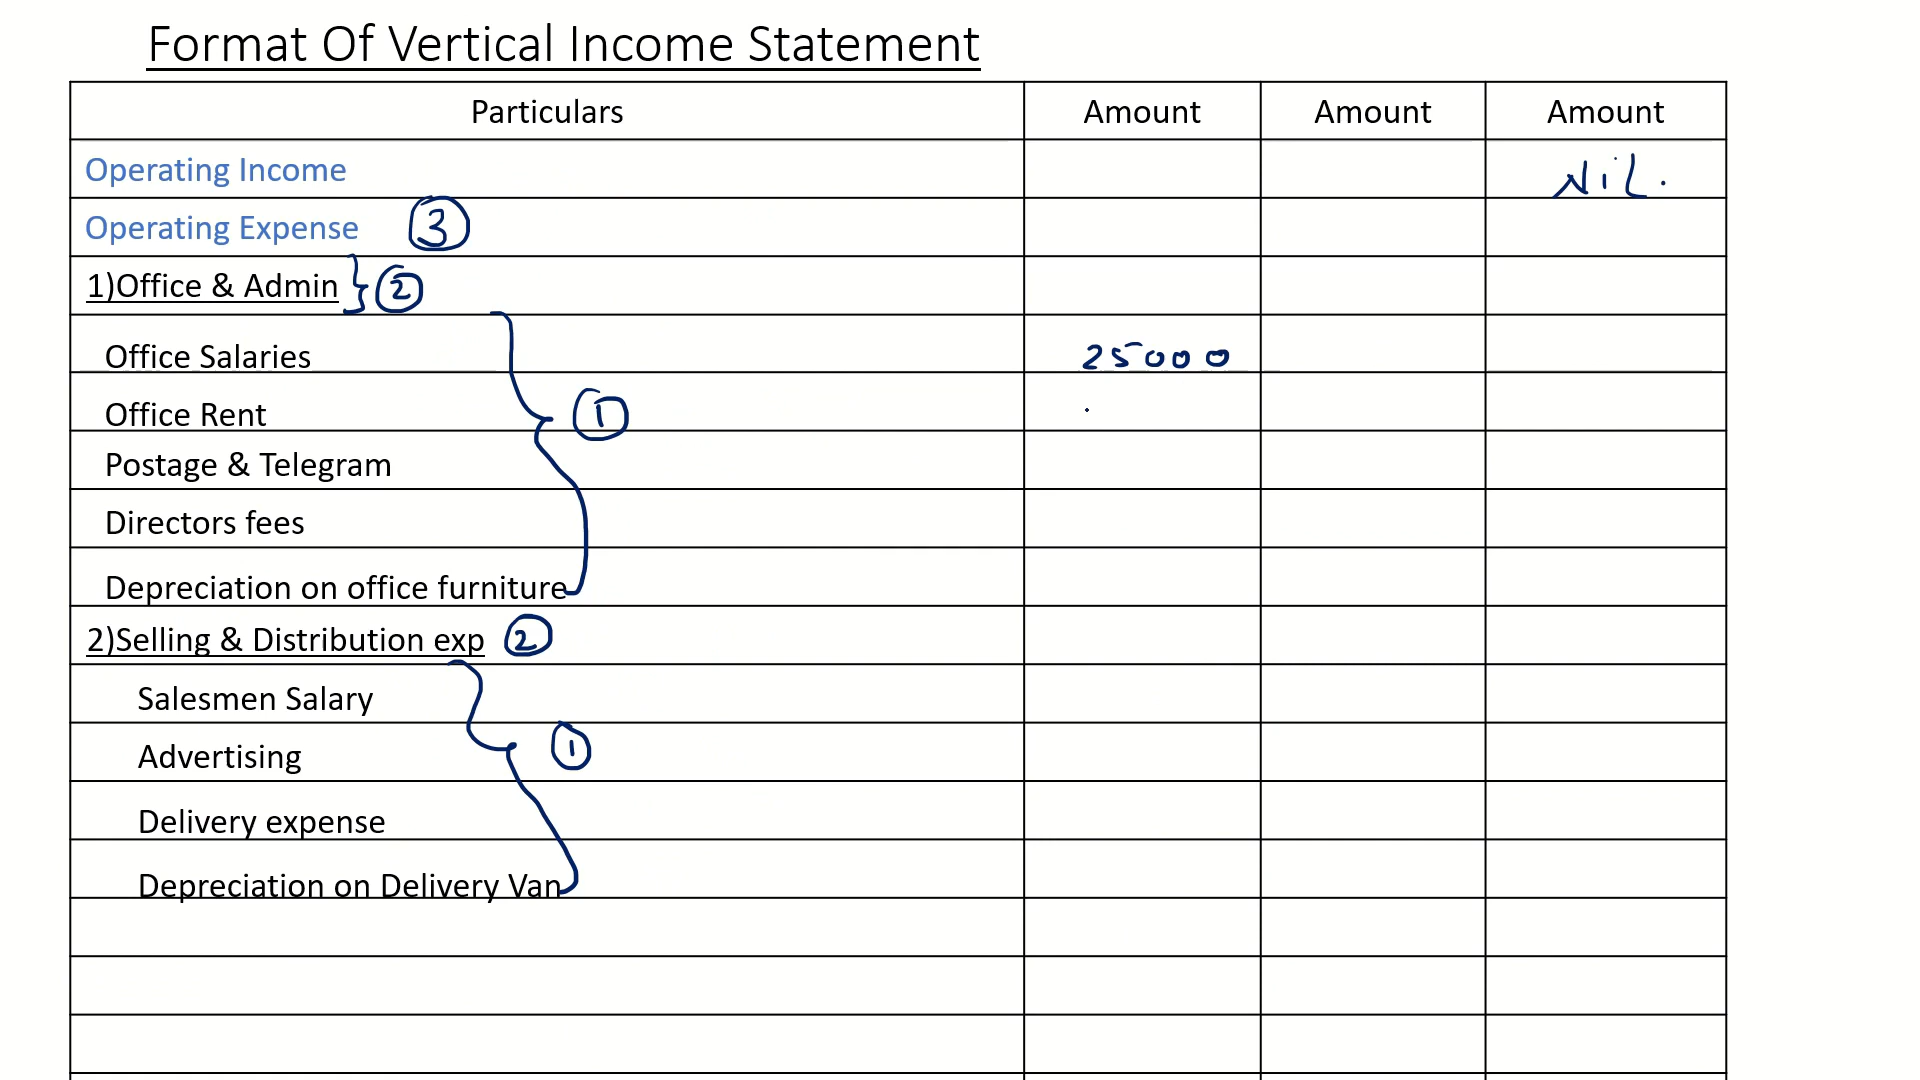 Format Of Vertical Income Statement
Particulars Amount Amount Amount
Operating Income NiL.
Operating Expense 3
1)Office & Admin 2
Office Salaries 25000
Office Rent 1
Postage & Telegram
Directors fees
Depreciation on office furniture
2)Selling & Distribution exp 2
Salesmen Salary
Advertising 1
Delivery expense
Depreciation on Delivery Van